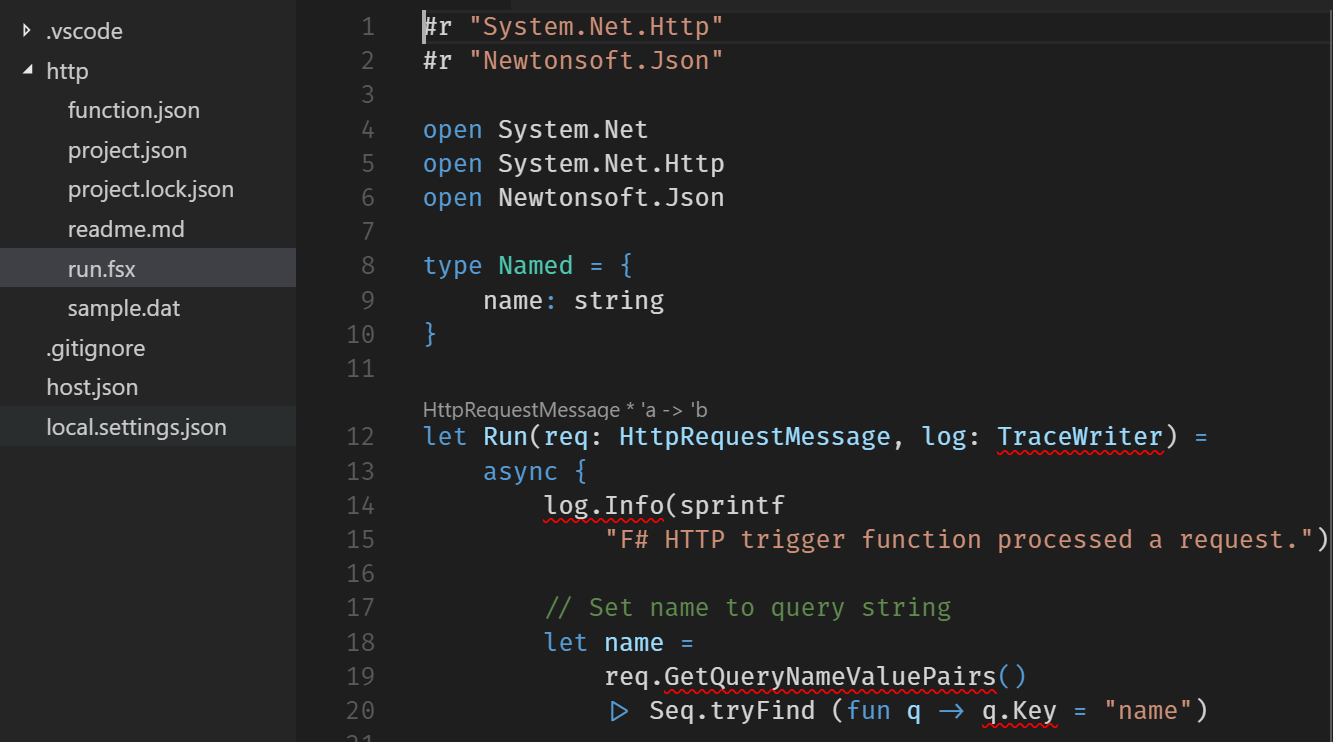 .vscode
http
function.json
project.json
project.lock.json
readme.md
run.fsx
sample.dat
.gitignore
host.json
local.settings.json
1 #r "System.Net.Http"
2 #r "Newtonsoft.Json"
3
4 open System.Net
5 open System.Net.Http
6 open Newtonsoft.Json
7
8 type Named = {
9 name: string
10 }
11
HttpRequestMessage * 'a -> 'b
12 let Run(req: HttpRequestMessage, log: TraceWriter) =
13 async {
14 log.Info(sprintf
15 "F# HTTP trigger function processed a request.")
16
17 // Set name to query string
18 let name =
19 req.GetQueryNameValuePairs()
20 |> Seq.tryFind (fun q -> q.Key = "name")
21